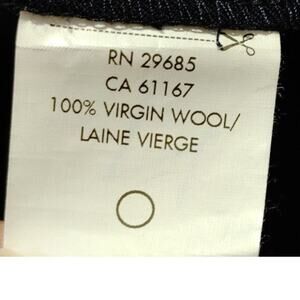 RN 29685
CA 61167
100% VIRGIN WOOL/
LAINE VIERGE